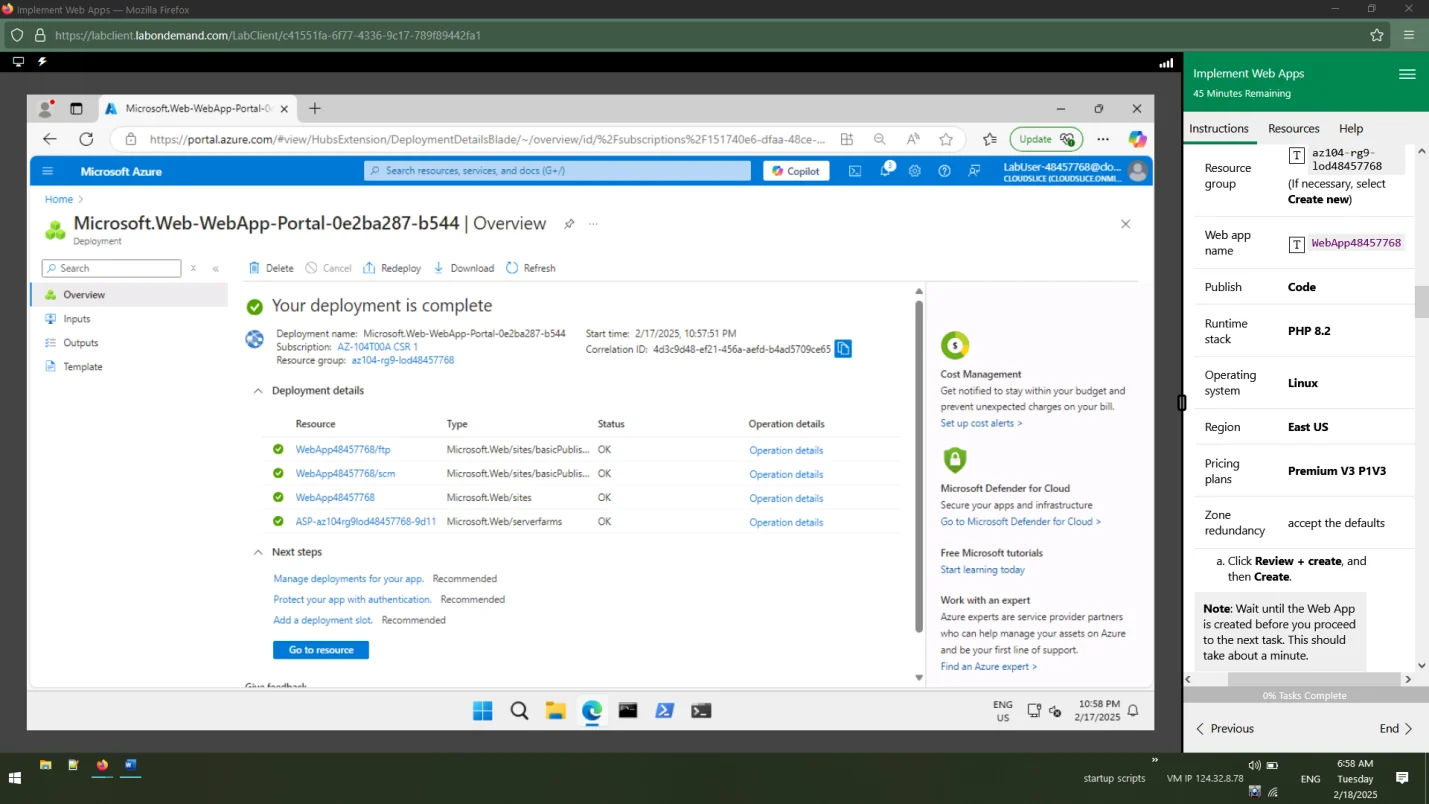 Implement Web Apps — Mozilla Firefox
https://labclient.labondemand.com/LabClient/c41551fa-6f77-4336-9c17-789f89442fa1
Microsoft.Web-WebApp-Portal-0
https://portal.azure.com/#view/HubsExtension/DeploymentDetailsBlade/~/overview/id/%2Fsubscriptions%2F151740e6-dfaa-48ce-...
Update
Microsoft Azure
Search resources, services, and docs (G+/)
Copilot
3
LabUser-48457768@clo...
CLOUDSLICE (CLOUDSLICE.ONMI...
Home >
Microsoft.Web-WebApp-Portal-0e2ba287-b544 | Overview
Deployment
Search
Delete Cancel Redeploy Download Refresh
Overview
Inputs
Outputs
Template
Your deployment is complete
Deployment name: Microsoft.Web-WebApp-Portal-0e2ba287-b544
Subscription: AZ-104T00A CSR 1
Resource group: az104-rg9-lod48457768
Start time: 2/17/2025, 10:57:51 PM
Correlation ID: 4d3c9d48-ef21-456a-aefd-b4ad5709ce65
Deployment details
Resource Type Status Operation details
WebApp48457768/ftp Microsoft.Web/sites/basicPublis... OK Operation details
WebApp48457768/scm Microsoft.Web/sites/basicPublis... OK Operation details
WebApp48457768 Microsoft.Web/sites OK Operation details
ASP-az104rg9lod48457768-9d11 Microsoft.Web/serverfarms OK Operation details
Next steps
Manage deployments for your app. Recommended
Protect your app with authentication. Recommended
Add a deployment slot. Recommended
Go to resource
Give feedback
Cost Management
Get notified to stay within your budget and
prevent unexpected charges on your bill.
Set up cost alerts >
Microsoft Defender for Cloud
Secure your apps and infrastructure
Go to Microsoft Defender for Cloud >
Free Microsoft tutorials
Start learning today
Work with an expert
Azure experts are service provider partners
who can help manage your assets on Azure
and be your first line of support.
Find an Azure expert >
ENG
US
10:58 PM
2/17/2025
Implement Web Apps
45 Minutes Remaining
Instructions Resources Help
Resource
group
T az104-rg9-
lod48457768
(If necessary, select
Create new)
Web app
name
T WebApp48457768
Publish Code
Runtime
stack
PHP 8.2
Operating
system
Linux
Region East US
Pricing
plans
Premium V3 P1V3
Zone
redundancy
accept the defaults
a. Click Review + create, and
then Create.
Note: Wait until the Web App
is created before you proceed
to the next task. This should
take about a minute.
0% Tasks Complete
Previous End
startup scripts
VM IP 124.32.8.78
ENG
6:58 AM
Tuesday
2/18/2025